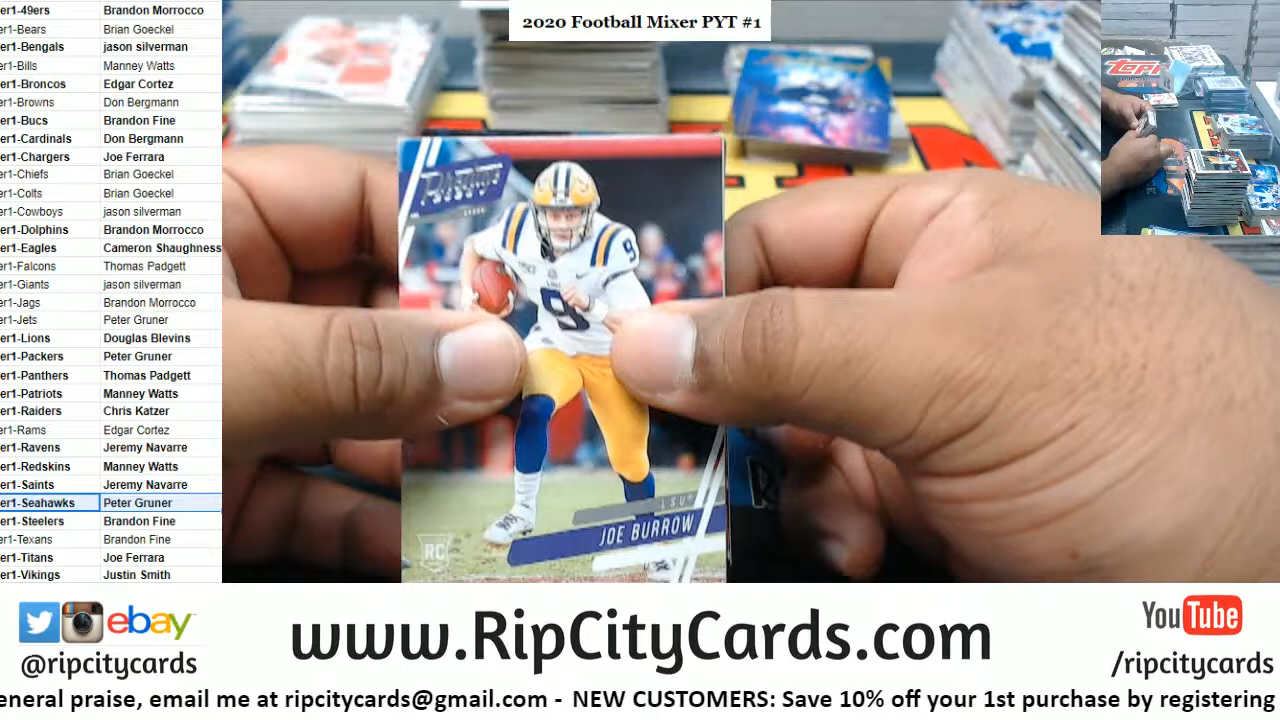 2020 Football Mixer PYT #1
er1-49ers Brandon Morrocco
er1-Bears Brian Goeckel
er1-Bengals jason silverman
er1-Bills Manney Watts
er1-Broncos Edgar Cortez
er1-Browns Don Bergmann
er1-Bucs Brandon Fine
er1-Cardinals Don Bergmann
er1-Chargers Joe Ferrara
er1-Chiefs Brian Goeckel
er1-Colts Brian Goeckel
er1-Cowboys jason silverman
er1-Dolphins Brandon Morrocco
er1-Eagles Cameron Shaughness
er1-Falcons Thomas Padgett
er1-Giants jason silverman
er1-Jags Brandon Morrocco
er1-Jets Peter Gruner
er1-Lions Douglas Blevins
er1-Packers Peter Gruner
er1-Panthers Thomas Padgett
er1-Patriots Manney Watts
er1-Raiders Chris Katzer
er1-Rams Edgar Cortez
er1-Ravens Jeremy Navarre
er1-Redskins Manney Watts
er1-Saints Jeremy Navarre
er1-Seahawks Peter Gruner
er1-Steelers Brandon Fine
er1-Texans Brandon Fine
er1-Titans Joe Ferrara
er1-Vikings Justin Smith
9
9
LSU
JOE BURROW
RC
Topps
ebay
@ripcitycards
www.RipCityCards.com
YouTube
/ripcitycards
eneral praise, email me at ripcitycards@gmail.com - NEW CUSTOMERS: Save 10% off your 1st purchase by registering